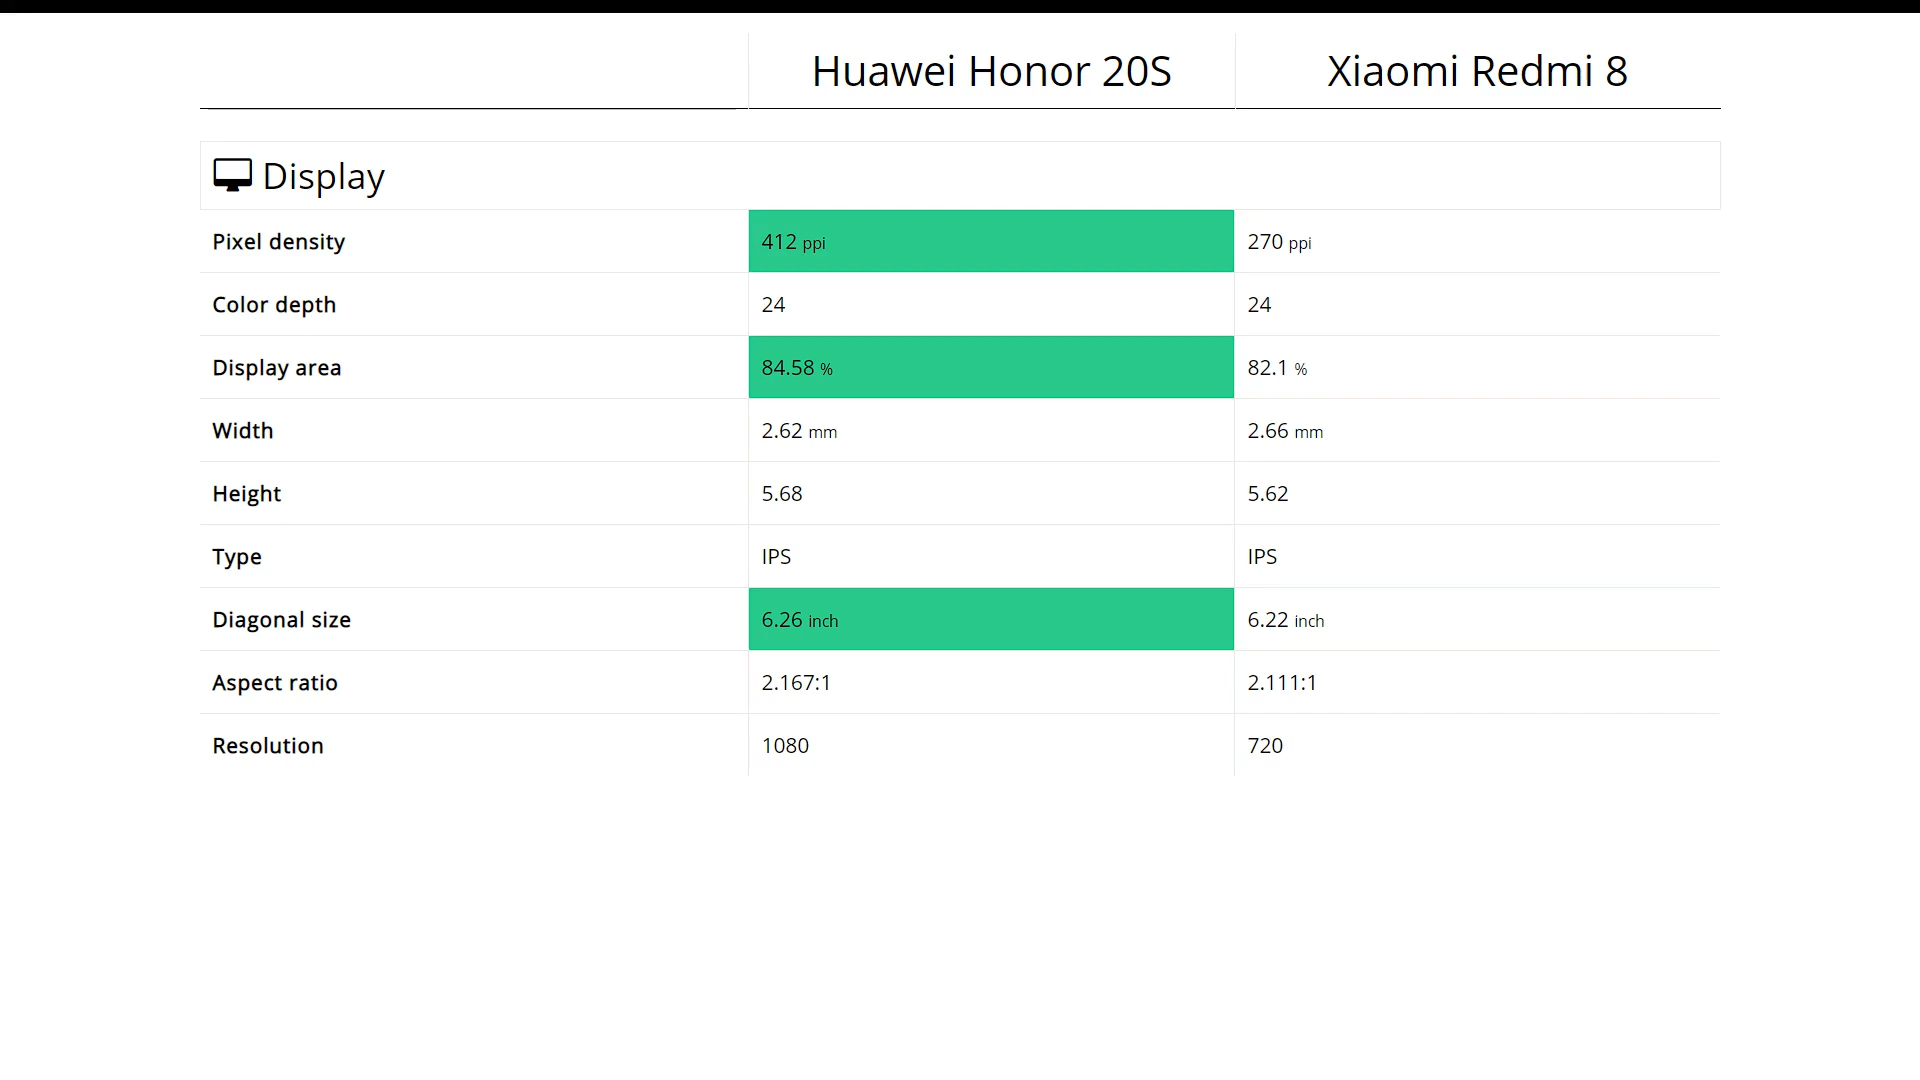 Huawei Honor 20S Xiaomi Redmi 8
Display
Pixel density 412 ppi 270 ppi
Color depth 24 24
Display area 84.58 % 82.1 %
Width 2.62 mm 2.66 mm
Height 5.68 5.62
Type IPS IPS
Diagonal size 6.26 inch 6.22 inch
Aspect ratio 2.167:1 2.111:1
Resolution 1080 720